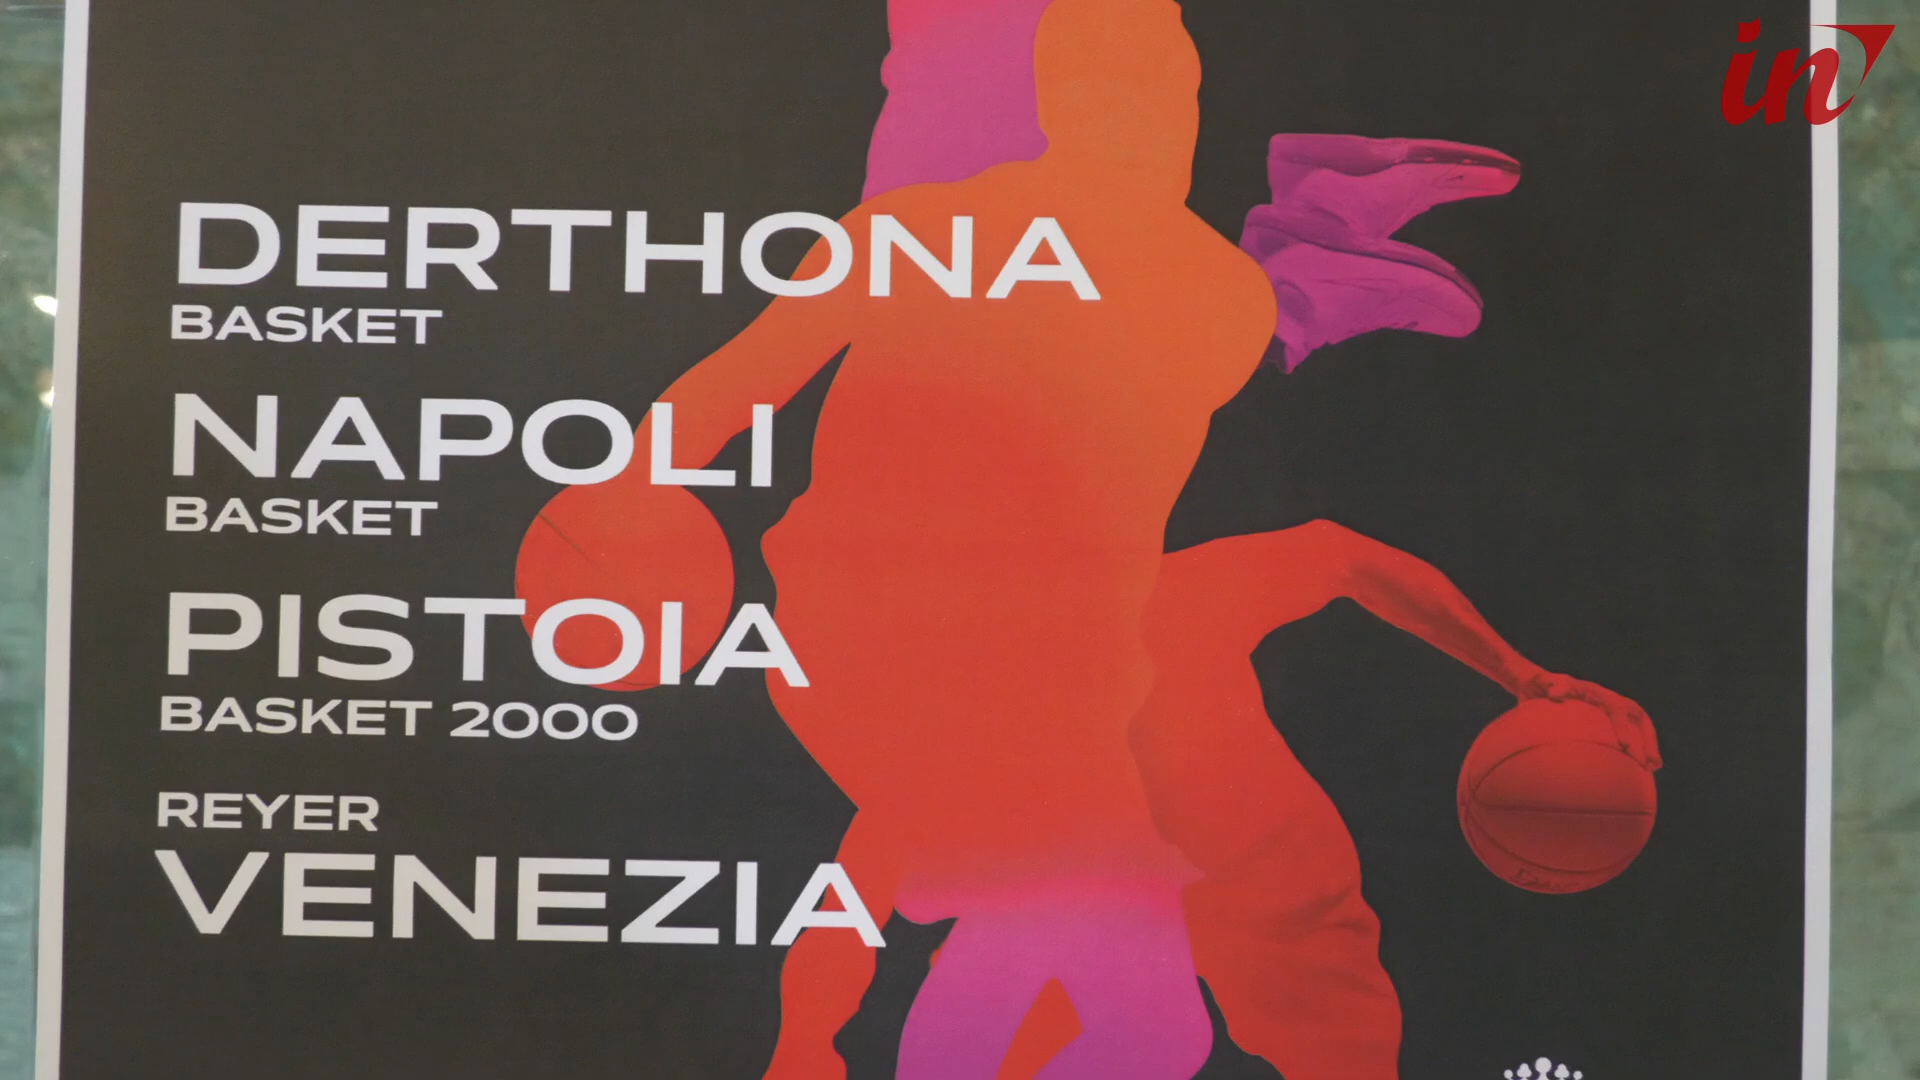 in
DERTHONA
BASKET
NAPOLI
BASKET
PISTOIA
BASKET 2000
REYER
VENEZIA